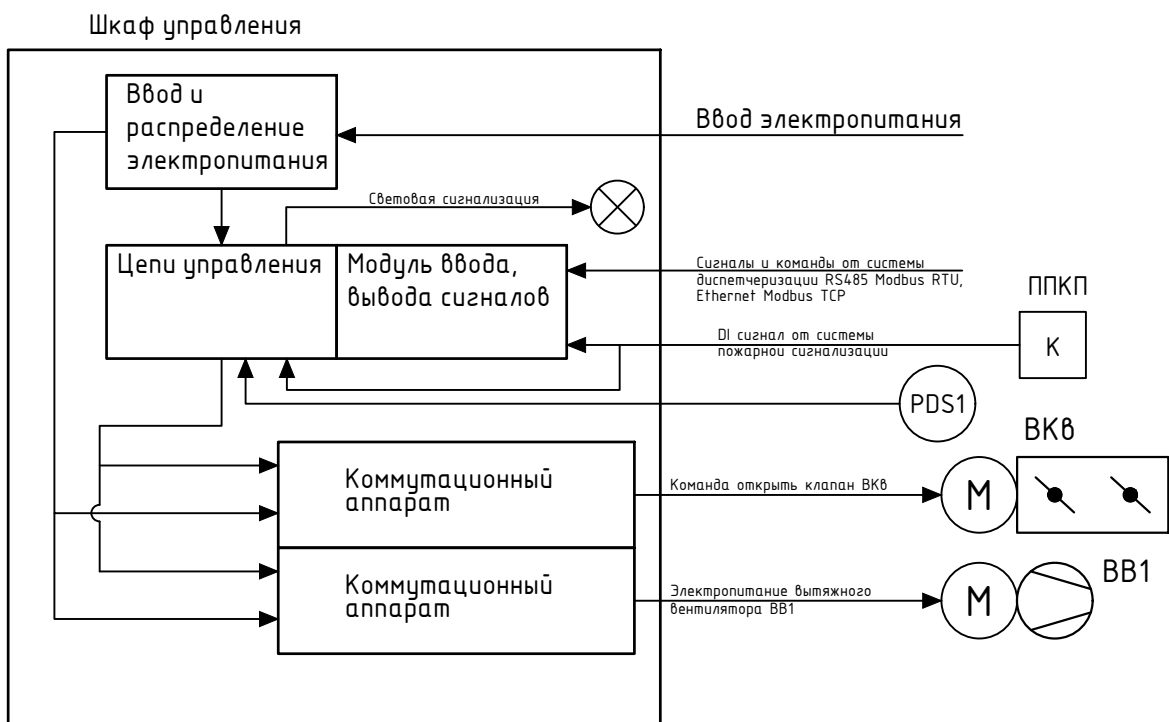 Шкаф управления
Ввод и
распределение
электропитания
Ввод электропитания
Световая сигнализация
Цепи управления
Модуль ввода,
вывода сигналов
Сигналы и команды от системы
диспетчеризации RS485 Modbus RTU,
Ethernet Modbus TCP
ППКП
DI сигнал от системы
пожарной сигнализации
К
PDS1
ВКв
Коммутационный
аппарат
Команда открыть клапан ВКв
М
Коммутационный
аппарат
Электропитание вытяжного
вентилятора ВВ1
М
ВВ1